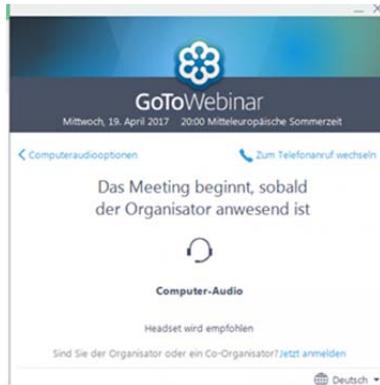 GoToWebinar
Mittwoch, 19. April 2017 20:00 Mitteleuropäische Sommerzeit
Computeraudiooptionen
Zum Telefonanruf wechseln
Das Meeting beginnt, sobald
der Organisator anwesend ist
Computer-Audio
Headset wird empfohlen
Sind Sie der Organisator oder ein Co-Organisator? Jetzt anmelden
Deutsch